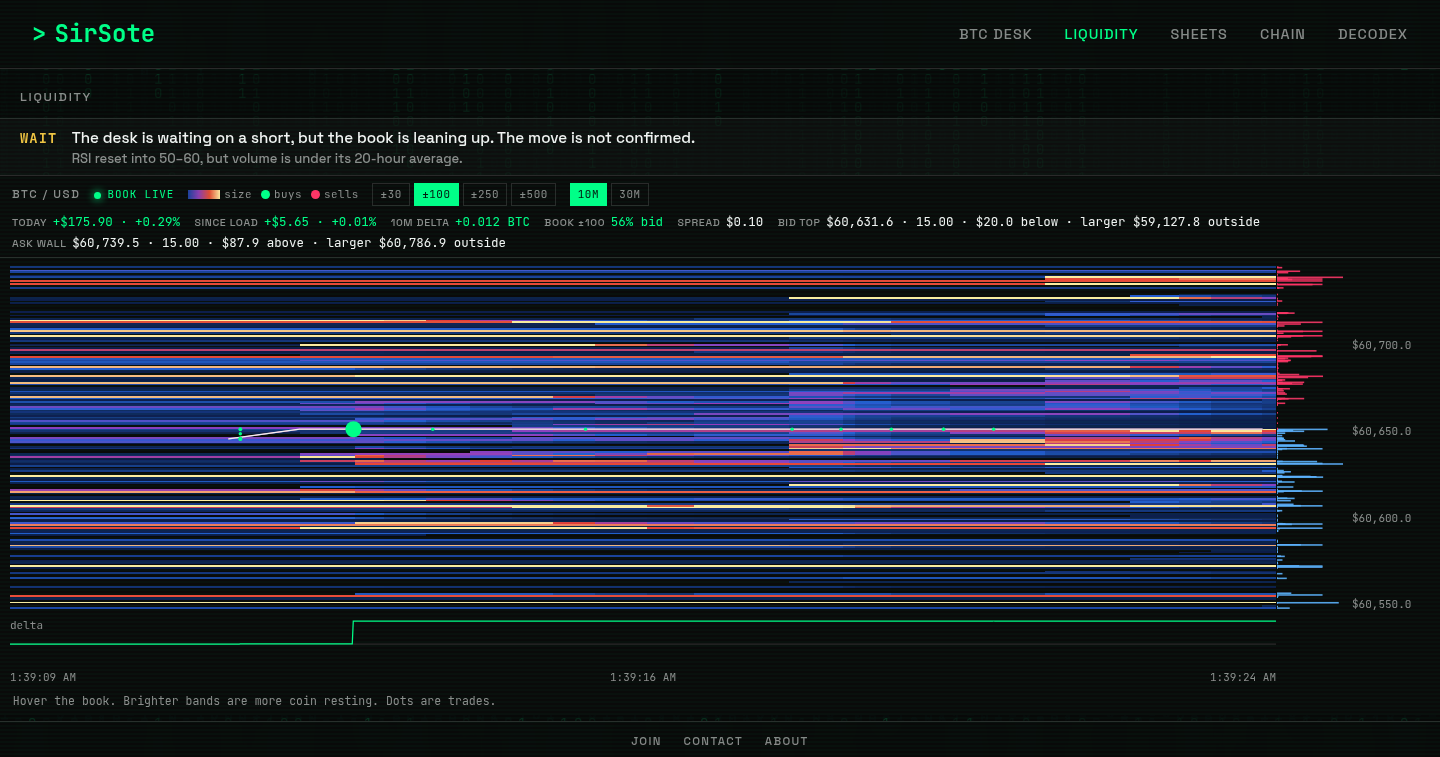 > SirSote
BTC DESK LIQUIDITY SHEETS CHAIN DECODEX
LIQUIDITY
WAIT The desk is waiting on a short, but the book is leaning up. The move is not confirmed.
RSI reset into 50–60, but volume is under its 20-hour average.
BTC / USD BOOK LIVE size buys sells ±30 ±100 ±250 ±500 10M 30M
TODAY +$175.90 · +0.29% SINCE LOAD +$5.65 · +0.01% 10M DELTA +0.012 BTC BOOK ±100 56% bid SPREAD $0.10 BID TOP $60,631.6 · 15.00 · $20.0 below · larger $59,127.8 outside
ASK WALL $60,739.5 · 15.00 · $87.9 above · larger $60,786.9 outside
$60,700.0
$60,650.0
$60,600.0
$60,550.0
delta
1:39:09 AM 1:39:16 AM 1:39:24 AM
Hover the book. Brighter bands are more coin resting. Dots are trades.
JOIN CONTACT ABOUT